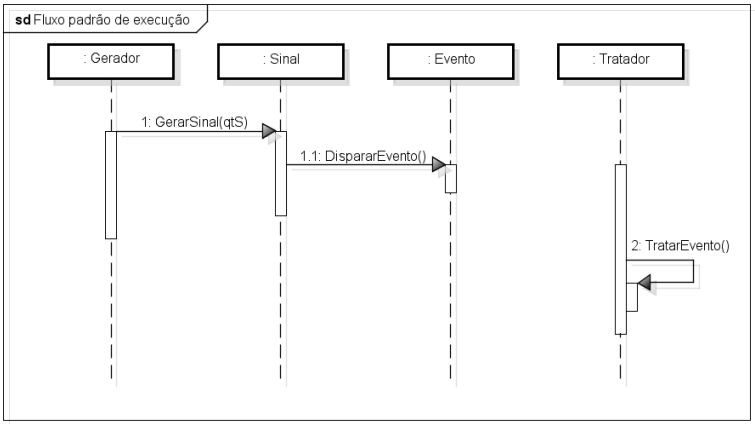 sd Fluxo padrão de execução
: Gerador
: Sinal
: Evento
: Tratador
1: GerarSinal(qtS)
1.1: DispararEvento()
2: TratarEvento()